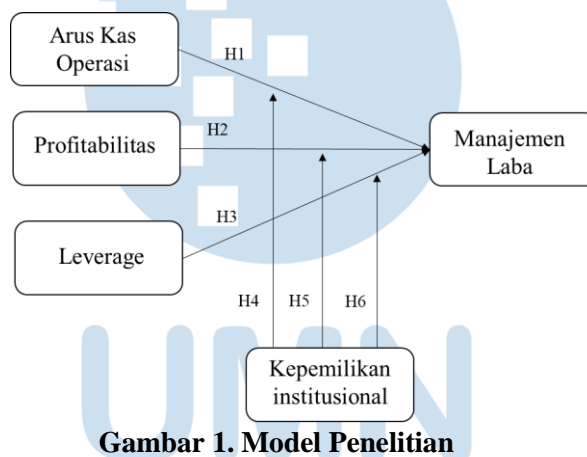 Arus Kas
Operasi
H1
Profitabilitas
H2
Manajemen
Laba
H3
Leverage
H4
H5
H6
Kepemilikan
institusional
UMN
Gambar 1. Model Penelitian